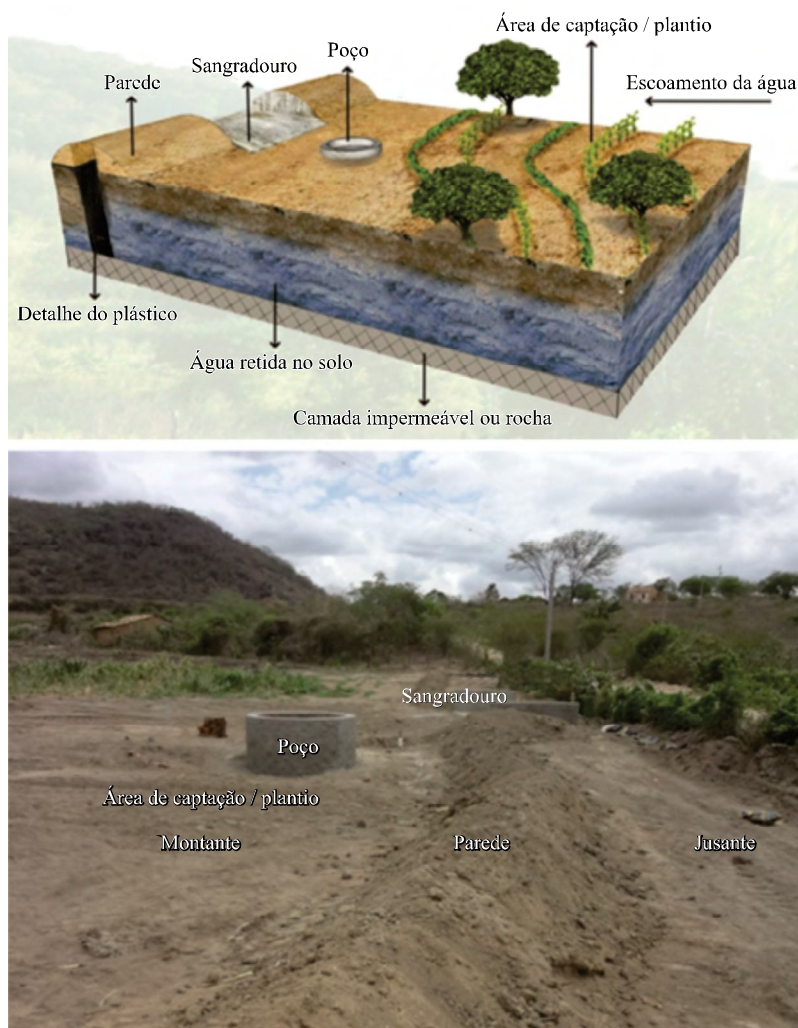 Área de captação / plantio
Poço
Sangradouro
Parede
Escoamento da água
Detalhe do plástico
Água retida no solo
Camada impermeável ou rocha
Sangradouro
Poço
Área de captação / plantio
Montante
Parede
Jusante